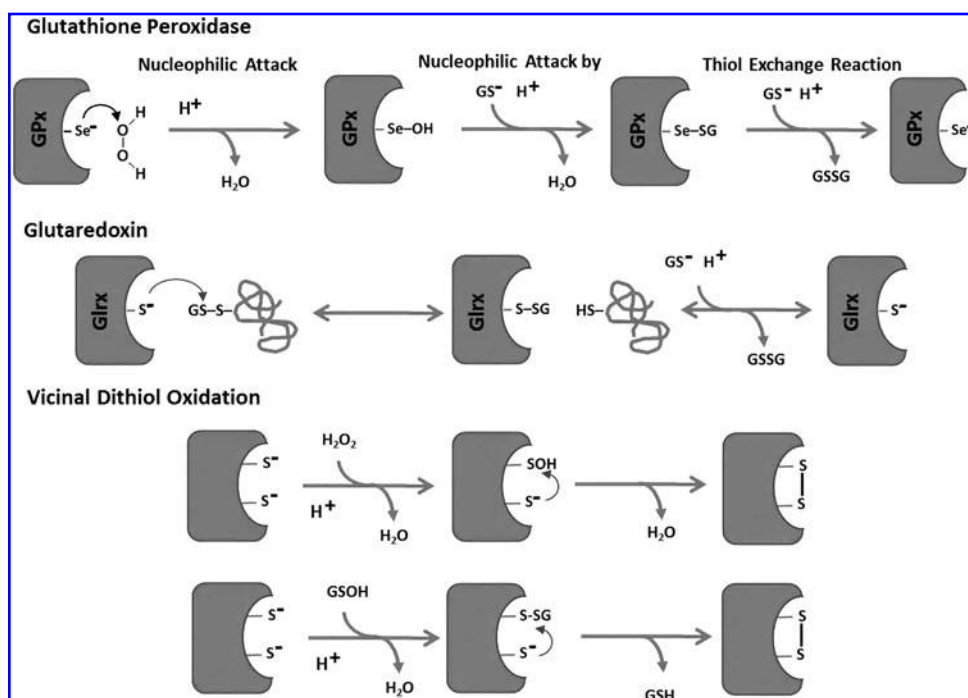 Glutathione Peroxidase
Nucleophilic Attack
Nucleophilic Attack by
Thiol Exchange Reaction
GPx
Se⁻
H
O
O
H
H⁺
H₂O
GPx
Se–OH
GS⁻ H⁺
H₂O
GPx
Se–SG
GS⁻ H⁺
GSSG
GPx
Glutaredoxin
Glrx
S⁻
GS–S
Glrx
S–SG
HS
GS⁻ H⁺
GSSG
Glrx
S⁻
Vicinal Dithiol Oxidation
S⁻
S⁻
H₂O₂
H⁺
H₂O
SOH
S⁻
H₂O
S
S
S⁻
S⁻
GSOH
H⁺
H₂O
S-SG
S⁻
GSH
S
S